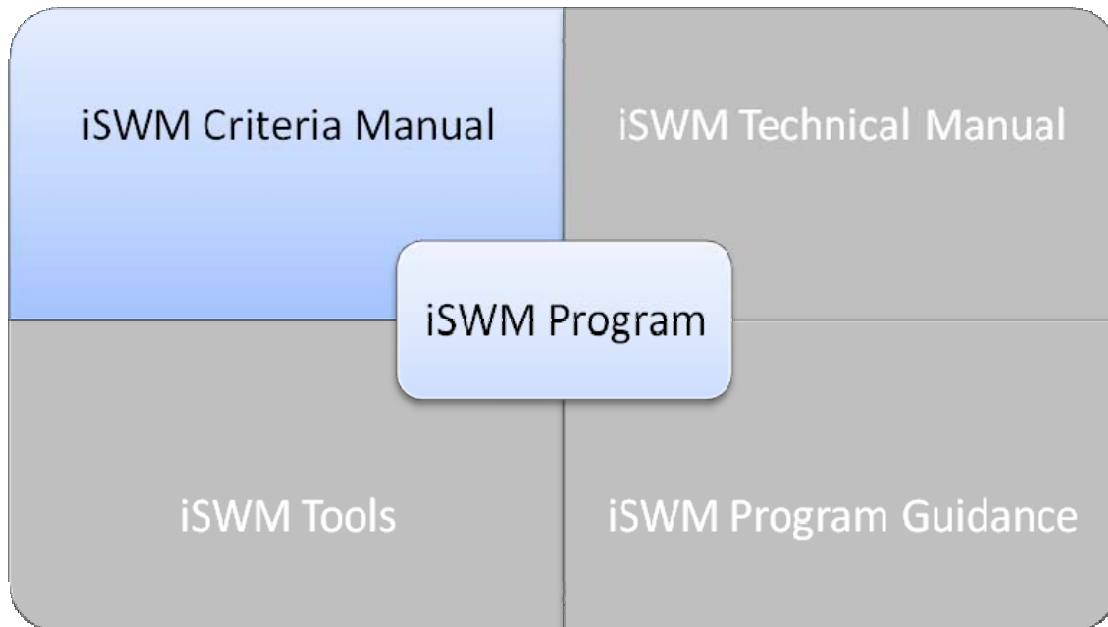 iSWM Criteria Manual
iSWM Technical Manual
iSWM Program
iSWM Tools
iSWM Program Guidance